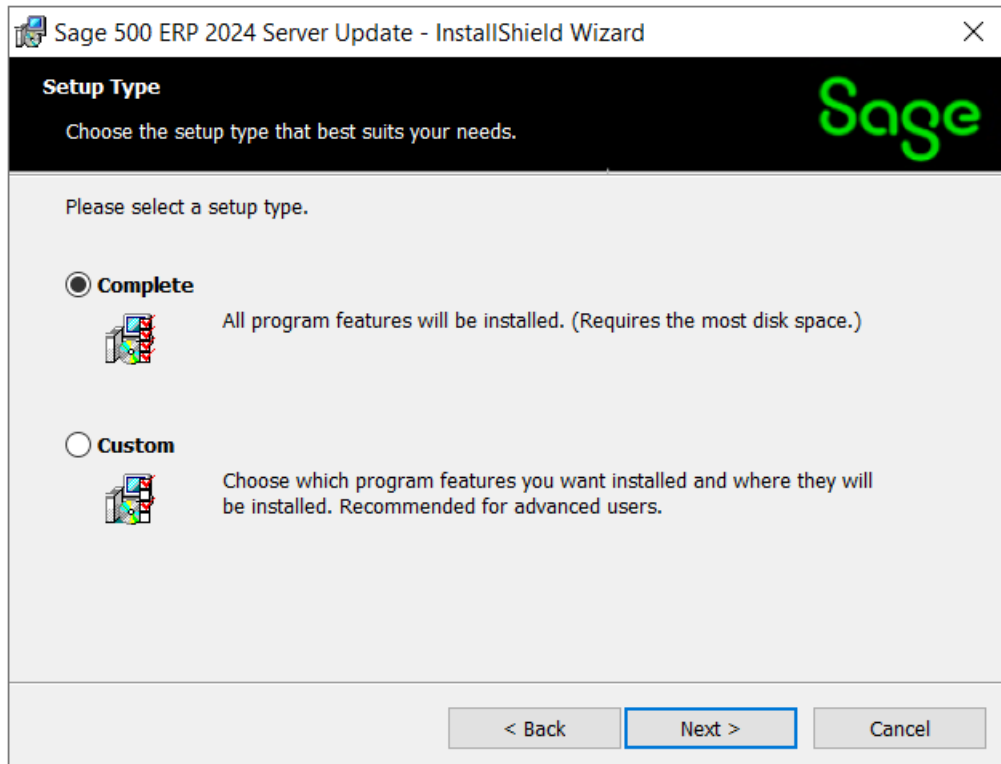 Sage 500 ERP 2024 Server Update - InstallShield Wizard
Setup Type
Choose the setup type that best suits your needs.
Sage
Please select a setup type.
Complete
All program features will be installed. (Requires the most disk space.)
Custom
Choose which program features you want installed and where they will
be installed. Recommended for advanced users.
< Back
Next >
Cancel